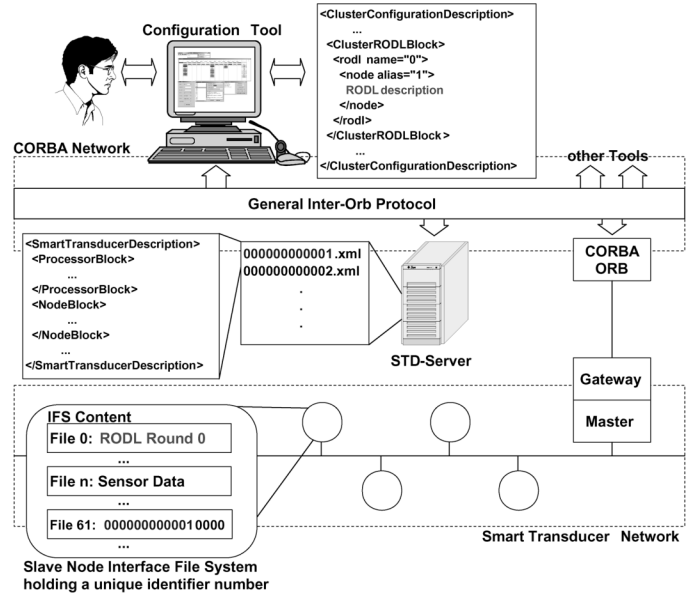 Configuration Tool
<ClusterConfigurationDescription>
...
<ClusterRODLBlock>
<rodl name="0">
<node alias="1">
RODL description
</node>
</rodl>
</ClusterRODLBlock>
...
</ClusterConfigurationDescription>
CORBA Network
other Tools
General Inter-Orb Protocol
<SmartTransducerDescription>
<ProcessorBlock>
...
</ProcessorBlock>
<NodeBlock>
...
</NodeBlock>
...
</SmartTransducerDescription>
000000000001.xml
000000000002.xml
.
.
.
STD-Server
CORBA
ORB
Gateway
Master
IFS Content
File 0: RODL Round 0
...
File n: Sensor Data
...
File 61: 0000000000010000
...
Smart Transducer Network
Slave Node Interface File System
holding a unique identifier number